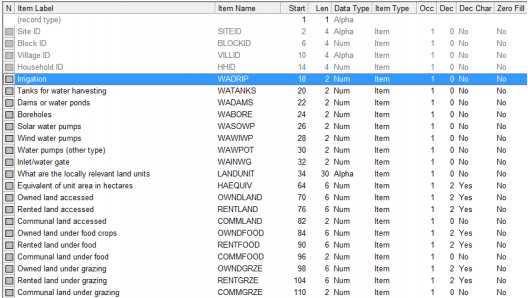 N Item Label Item Name Start Len Data Type Item Type Occ Dec Dec Char Zero Fill
(record type) 1 1 Alpha
Site ID SITEID 2 4 Alpha Item 1 0 No No
Block ID BLOCKID 6 4 Num Item 1 0 No No
Village ID VILLID 10 4 Alpha Item 1 0 No No
Household ID HHID 14 4 Num Item 1 0 No No
Irrigation WADRIP 18 2 Num Item 1 0 No No
Tanks for water harvesting WATANKS 20 2 Num Item 1 0 No No
Dams or water ponds WADAMS 22 2 Num Item 1 0 No No
Boreholes WABORE 24 2 Num Item 1 0 No No
Solar water pumps WASOWP 26 2 Num Item 1 0 No No
Wind water pumps WAWIWP 28 2 Num Item 1 0 No No
Water pumps (other type) WAWPOT 30 2 Num Item 1 0 No No
Inlet/water gate WAINWG 32 2 Num Item 1 0 No No
What are the locally relevant land units LANDUNIT 34 30 Alpha Item 1 0 No No
Equivalent of unit area in hectares HAEQUIV 64 6 Num Item 1 2 Yes No
Owned land accessed OWNDLAND 70 6 Num Item 1 2 Yes No
Rented land accessed RENTLAND 76 6 Num Item 1 2 Yes No
Communal land accessed COMMLAND 82 2 Num Item 1 0 No No
Owned land under food crops OWNDFOOD 84 6 Num Item 1 2 Yes No
Rented land under food RENTFOOD 90 6 Num Item 1 2 Yes No
Communal land under food COMMFOOD 96 2 Num Item 1 0 No No
Owned land under grazing OWNDGRZE 98 6 Num Item 1 2 Yes No
Rented land under grazing RENTGRZE 104 6 Num Item 1 2 Yes No
Communal land under grazing COMMGRZE 110 2 Num Item 1 0 No No